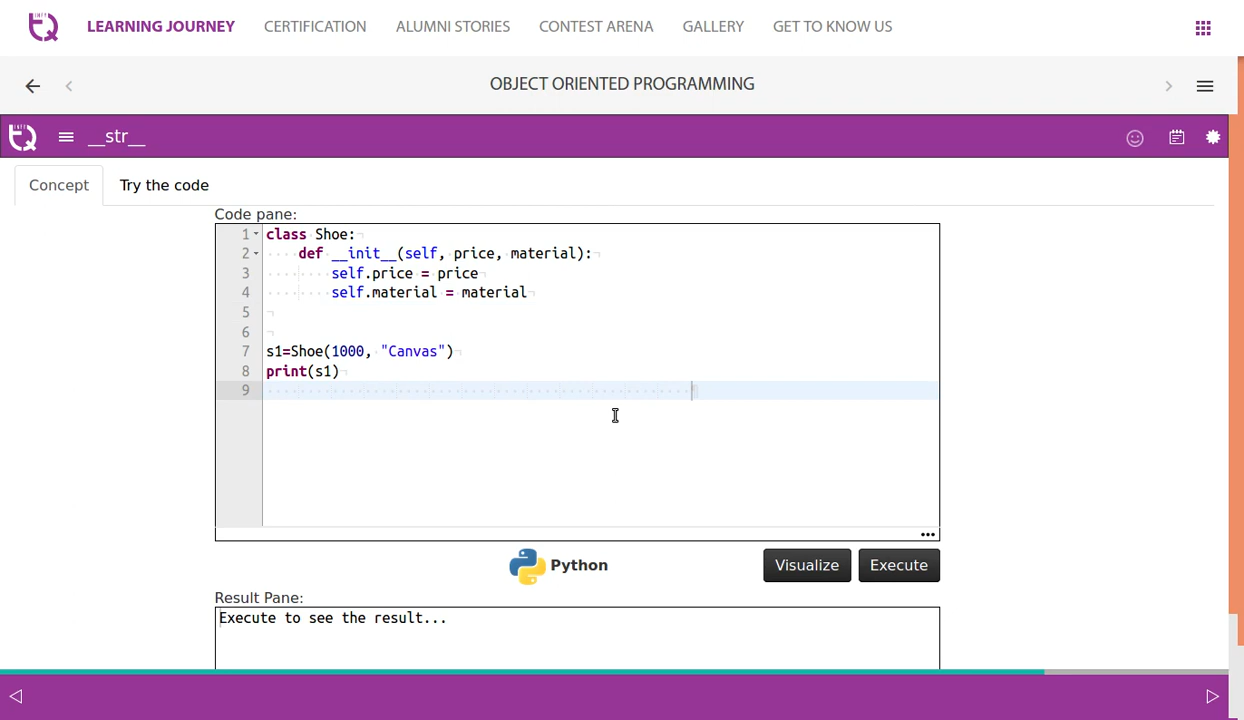 LEARNING JOURNEY CERTIFICATION ALUMNI STORIES CONTEST ARENA GALLERY GET TO KNOW US
OBJECT ORIENTED PROGRAMMING
__str__
Concept Try the code
Code pane:
1 class Shoe:
2 def __init__(self, price, material):
3 self.price = price
4 self.material = material
5
6
7 s1=Shoe(1000, "Canvas")
8 print(s1)
9
Python Visualize Execute
Result Pane:
Execute to see the result...